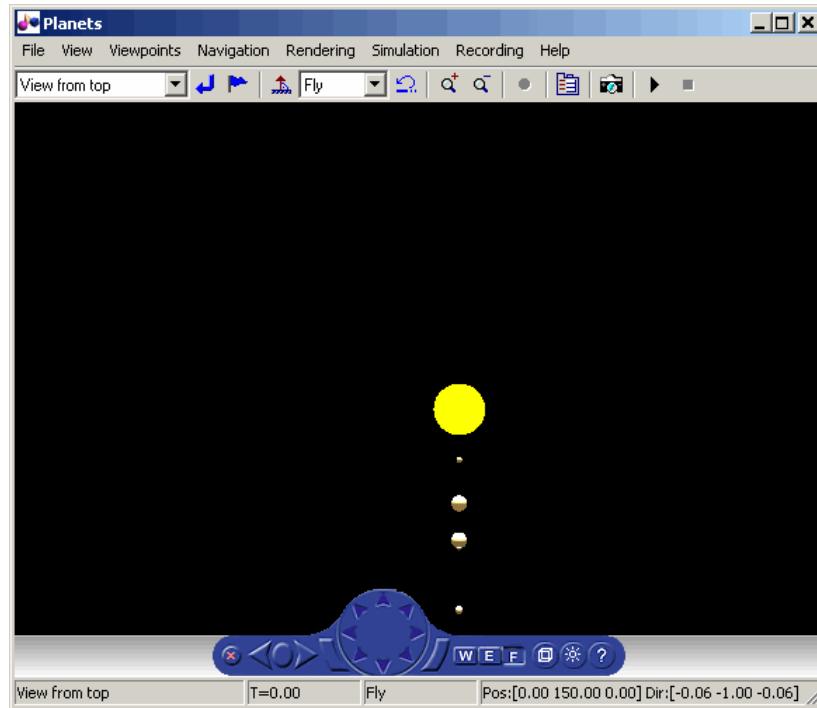 Planets
File View Viewpoints Navigation Rendering Simulation Recording Help
View from top Fly
W E F ?
View from top T=0.00 Fly Pos:[0.00 150.00 0.00] Dir:[-0.06 -1.00 -0.06]